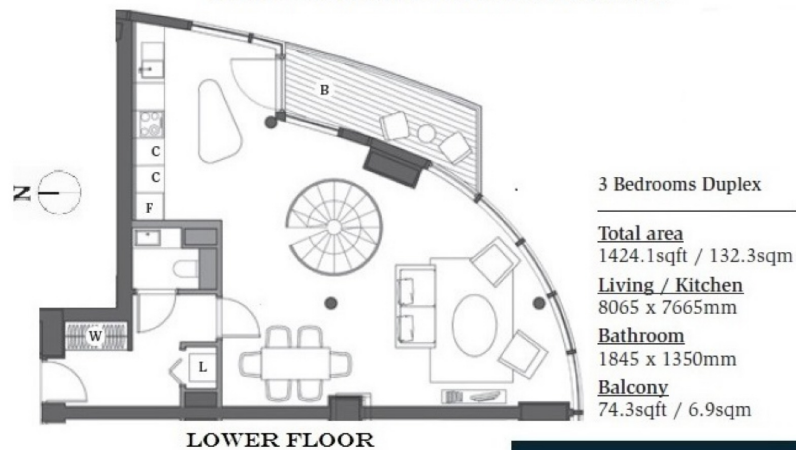 B
C
C
F
N
W
L
LOWER FLOOR
3 Bedrooms Duplex
Total area
1424.1sqft / 132.3sqm
Living / Kitchen
8065 x 7665mm
Bathroom
1845 x 1350mm
Balcony
74.3sqft / 6.9sqm